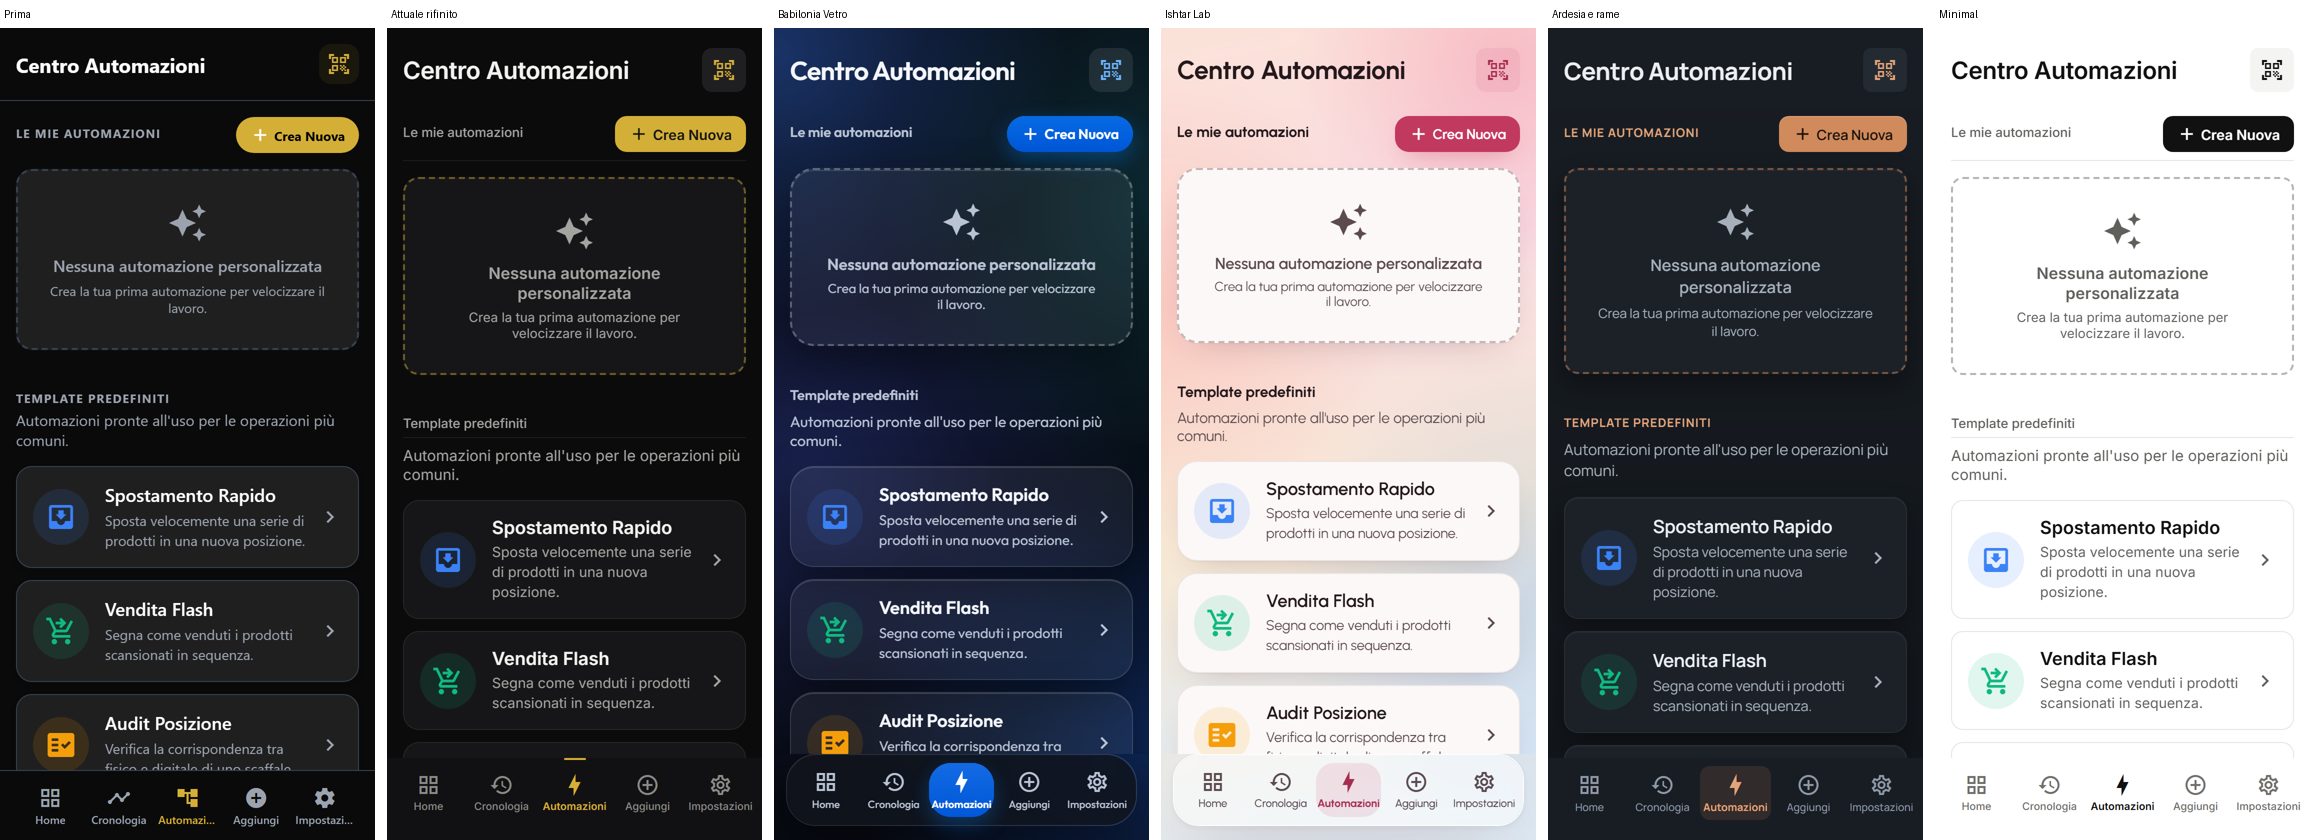 Prima
Centro Automazioni
LE MIE AUTOMAZIONI
Crea Nuova
Nessuna automazione personalizzata
Crea la tua prima automazione per velocizzare il
lavoro.
TEMPLATE PREDEFINITI
Automazioni pronte all'uso per le operazioni più
comuni.
Spostamento Rapido
Sposta velocemente una serie di
prodotti in una nuova posizione.
Vendita Flash
Segna come venduti i prodotti
scansionati in sequenza.
Audit Posizione
Verifica la corrispondenza tra
fisico e digitale di uno scaffale
Home
Cronologia
Automazi...
Aggiungi
Impostazi...
Attuale rifinito
Centro Automazioni
Le mie automazioni
Crea Nuova
Nessuna automazione
personalizzata
Crea la tua prima automazione per
velocizzare il lavoro.
Template predefiniti
Automazioni pronte all'uso per le operazioni più
comuni.
Spostamento Rapido
Sposta velocemente una serie
di prodotti in una nuova
posizione.
Vendita Flash
Segna come venduti i prodotti
scansionati in sequenza.
Home
Cronologia
Automazioni
Aggiungi
Impostazioni
Babilonia Vetro
Centro Automazioni
Le mie automazioni
Crea Nuova
Nessuna automazione personalizzata
Crea la tua prima automazione per velocizzare
il lavoro.
Template predefiniti
Automazioni pronte all'uso per le operazioni più
comuni.
Spostamento Rapido
Sposta velocemente una serie di
prodotti in una nuova posizione.
Vendita Flash
Segna come venduti i prodotti
scansionati in sequenza.
Audit Posizione
Verifica la corrispondenza tra
Home
Cronologia
Automazioni
Aggiungi
Impostazioni
Ishtar Lab
Centro Automazioni
Le mie automazioni
Crea Nuova
Nessuna automazione personalizzata
Crea la tua prima automazione per velocizzare
il lavoro.
Template predefiniti
Automazioni pronte all'uso per le operazioni più
comuni.
Spostamento Rapido
Sposta velocemente una serie di
prodotti in una nuova posizione.
Vendita Flash
Segna come venduti i prodotti
scansionati in sequenza.
Audit Posizione
Verifica la corrispondenza tra
Home
Cronologia
Automazioni
Aggiungi
Impostazioni
Ardesia e rame
Centro Automazioni
LE MIE AUTOMAZIONI
Crea Nuova
Nessuna automazione
personalizzata
Crea la tua prima automazione per velocizzare
il lavoro.
TEMPLATE PREDEFINITI
Automazioni pronte all'uso per le operazioni più
comuni.
Spostamento Rapido
Sposta velocemente una serie
di prodotti in una nuova
posizione.
Vendita Flash
Segna come venduti i prodotti
scansionati in sequenza.
Home
Cronologia
Automazioni
Aggiungi
Impostazioni
Minimal
Centro Automazioni
Le mie automazioni
Crea Nuova
Nessuna automazione
personalizzata
Crea la tua prima automazione per
velocizzare il lavoro.
Template predefiniti
Automazioni pronte all'uso per le operazioni più
comuni.
Spostamento Rapido
Sposta velocemente una serie
di prodotti in una nuova
posizione.
Vendita Flash
Segna come venduti i prodotti
scansionati in sequenza.
Home
Cronologia
Automazioni
Aggiungi
Impostazioni